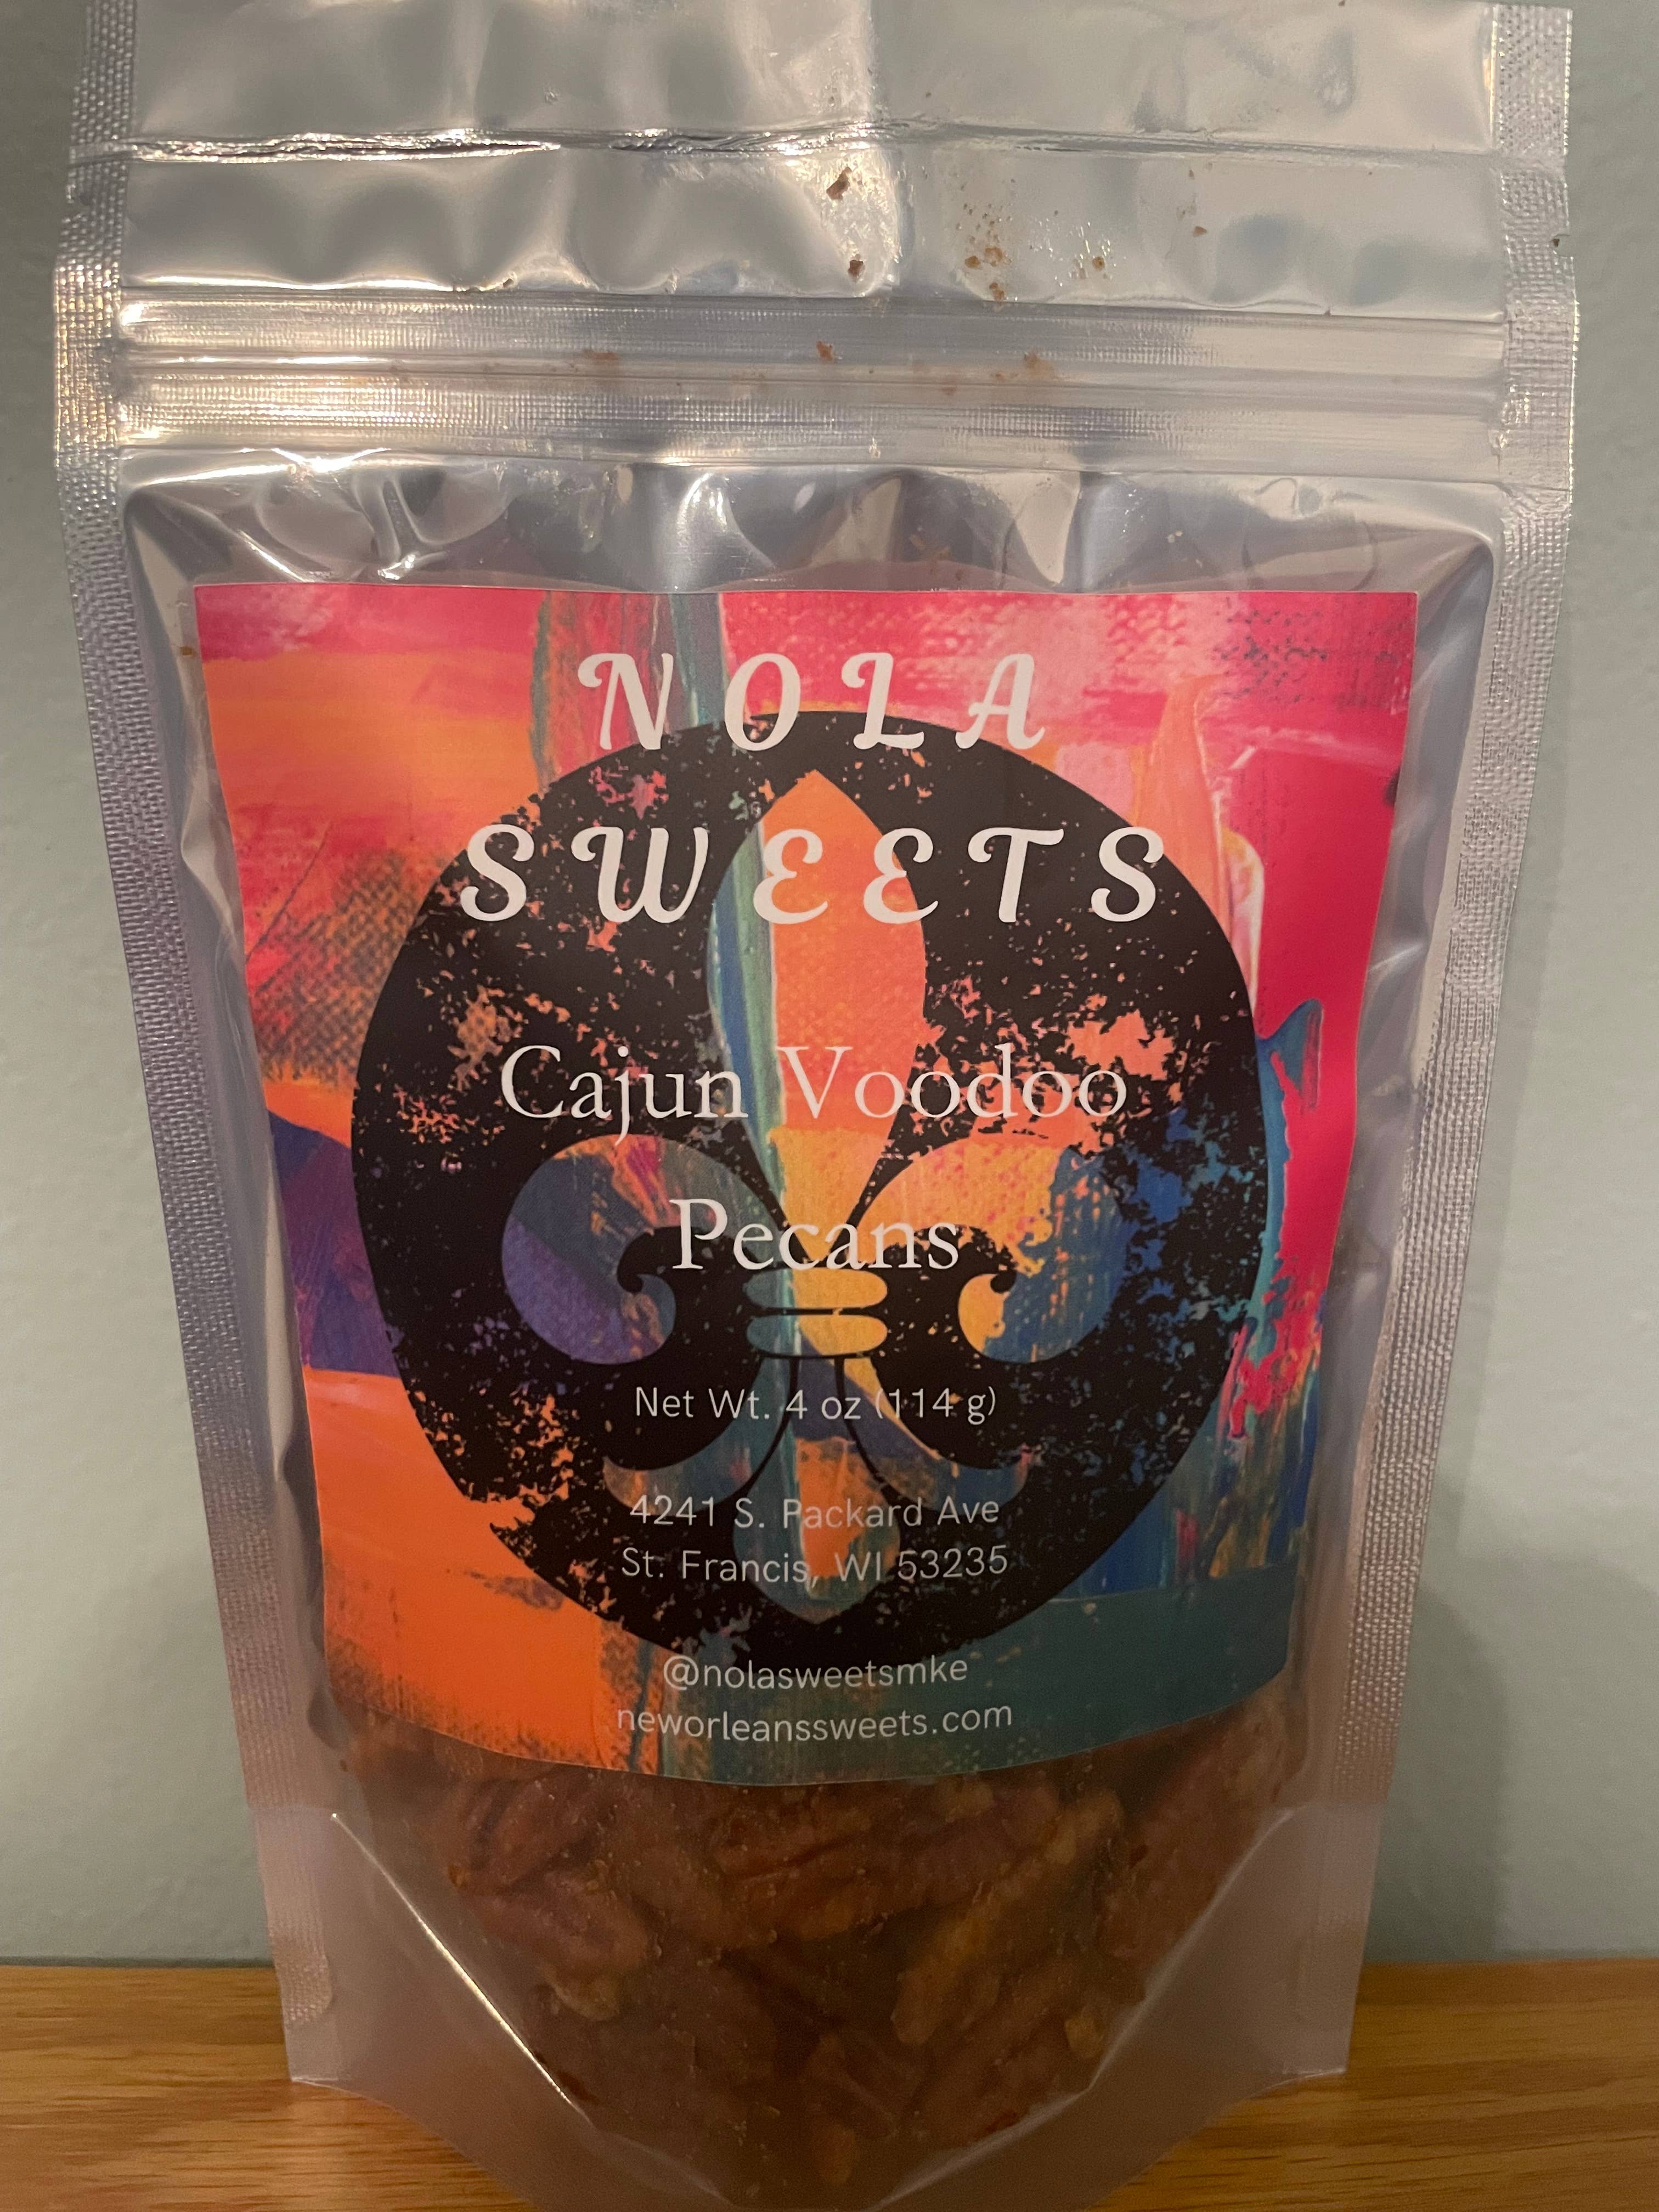 NOLA
SWEETS
Cajun Voodoo
Pecans
Net Wt. 4 oz (114 g)
4241 S. Packard Ave
St. Francis, WI 53235
@nolasweetsmke
neworleanssweets.com